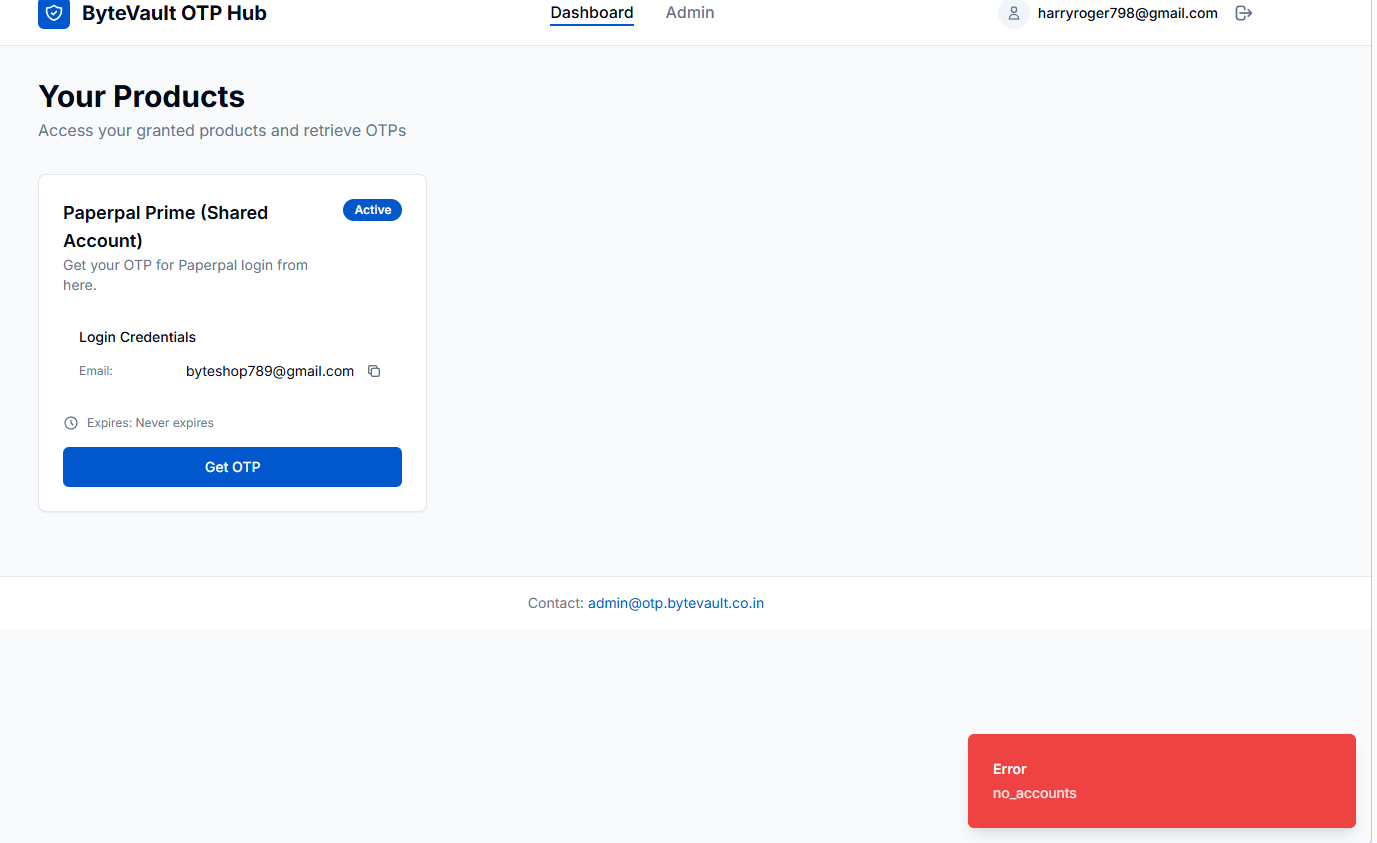 ByteVault OTP Hub
Dashboard
Admin
harryroger798@gmail.com
Your Products
Access your granted products and retrieve OTPs
Paperpal Prime (Shared
Account)
Active
Get your OTP for Paperpal login from
here.
Login Credentials
Email:
byteshop789@gmail.com
Expires: Never expires
Get OTP
Contact: admin@otp.bytevault.co.in
Error
no_accounts